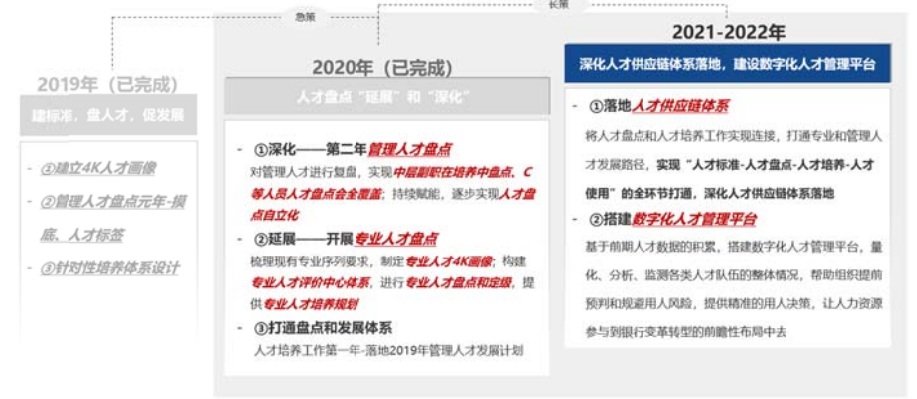 急策
长策
2019年（已完成）
建标准，盘人才，促发展
- ①建立4K人才画像
- ②管理人才盘点元年-摸
底、人才标签
- ③针对性培养体系设计
2020年（已完成）
人才盘点“延展”和“深化”
- ①深化——第二年管理人才盘点
对管理人才进行复盘，实现中层副职在培养中盘点、C
等人员人才盘点会全覆盖；持续赋能，逐步实现人才盘
点自立化
- ②延展——开展专业人才盘点
梳理现有专业序列要求，制定专业人才4K画像；构建
专业人才评价中心体系，进行专业人才盘点和定级，提
供专业人才培养规划
- ③打通盘点和发展体系
人才培养工作第一年-落地2019年管理人才发展计划
2021-2022年
深化人才供应链体系落地，建设数字化人才管理平台
- ①落地人才供应链体系
将人才盘点和人才培养工作实现连接，打通专业和管理人
才发展路径，实现“人才标准-人才盘点-人才培养-人才
使用”的全环节打通，深化人才供应链体系落地
- ②搭建数字化人才管理平台
基于前期人才数据的积累，搭建数字化人才管理平台，量
化、分析、监测各类人才队伍的整体情况，帮助组织提前
预判和规避用人风险，提供精准的用人决策，让人力资源
参与到银行变革转型的前瞻性布局中去